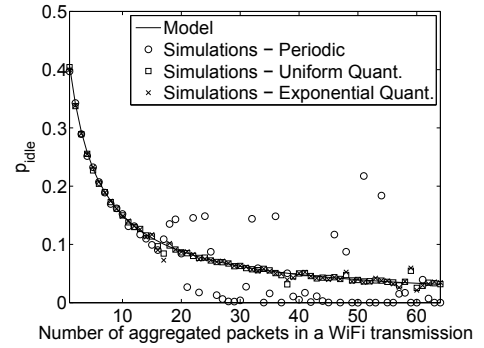 Model
Simulations − Periodic
Simulations − Uniform Quant.
Simulations − Exponential Quant.
0.5
0.4
0.3
0.2
0.1
0
p_idle
10 20 30 40 50 60
Number of aggregated packets in a WiFi transmission